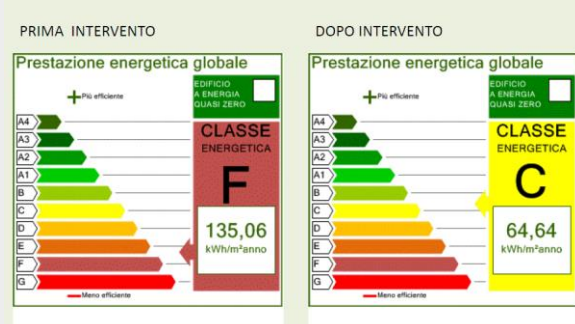 PRIMA INTERVENTO
Prestazione energetica globale
Più efficiente
EDIFICIO
A ENERGIA
QUASI ZERO
A4
A3
A2
A1
B
C
D
E
F
G
CLASSE
ENERGETICA
F
135,06
kWh/m²anno
Meno efficiente
DOPO INTERVENTO
Prestazione energetica globale
Più efficiente
EDIFICIO
A ENERGIA
QUASI ZERO
A4
A3
A2
A1
B
C
D
E
F
G
CLASSE
ENERGETICA
C
64,64
kWh/m²anno
Meno efficiente